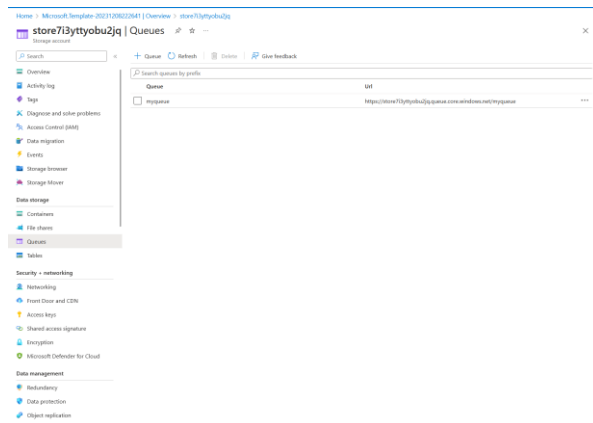 Home > Microsoft.Template-20231208222641 | Overview > store7i3yttyobu2jq
store7i3yttyobu2jq | Queues
Storage account
Search
+ Queue Refresh Delete Give feedback
Search queues by prefix
Queue Url
myqueue https://store7i3yttyobu2jq.queue.core.windows.net/myqueue
Overview
Activity log
Tags
Diagnose and solve problems
Access Control (IAM)
Data migration
Events
Storage browser
Storage Mover
Data storage
Containers
File shares
Queues
Tables
Security + networking
Networking
Front Door and CDN
Access keys
Shared access signature
Encryption
Microsoft Defender for Cloud
Data management
Redundancy
Data protection
Object replication